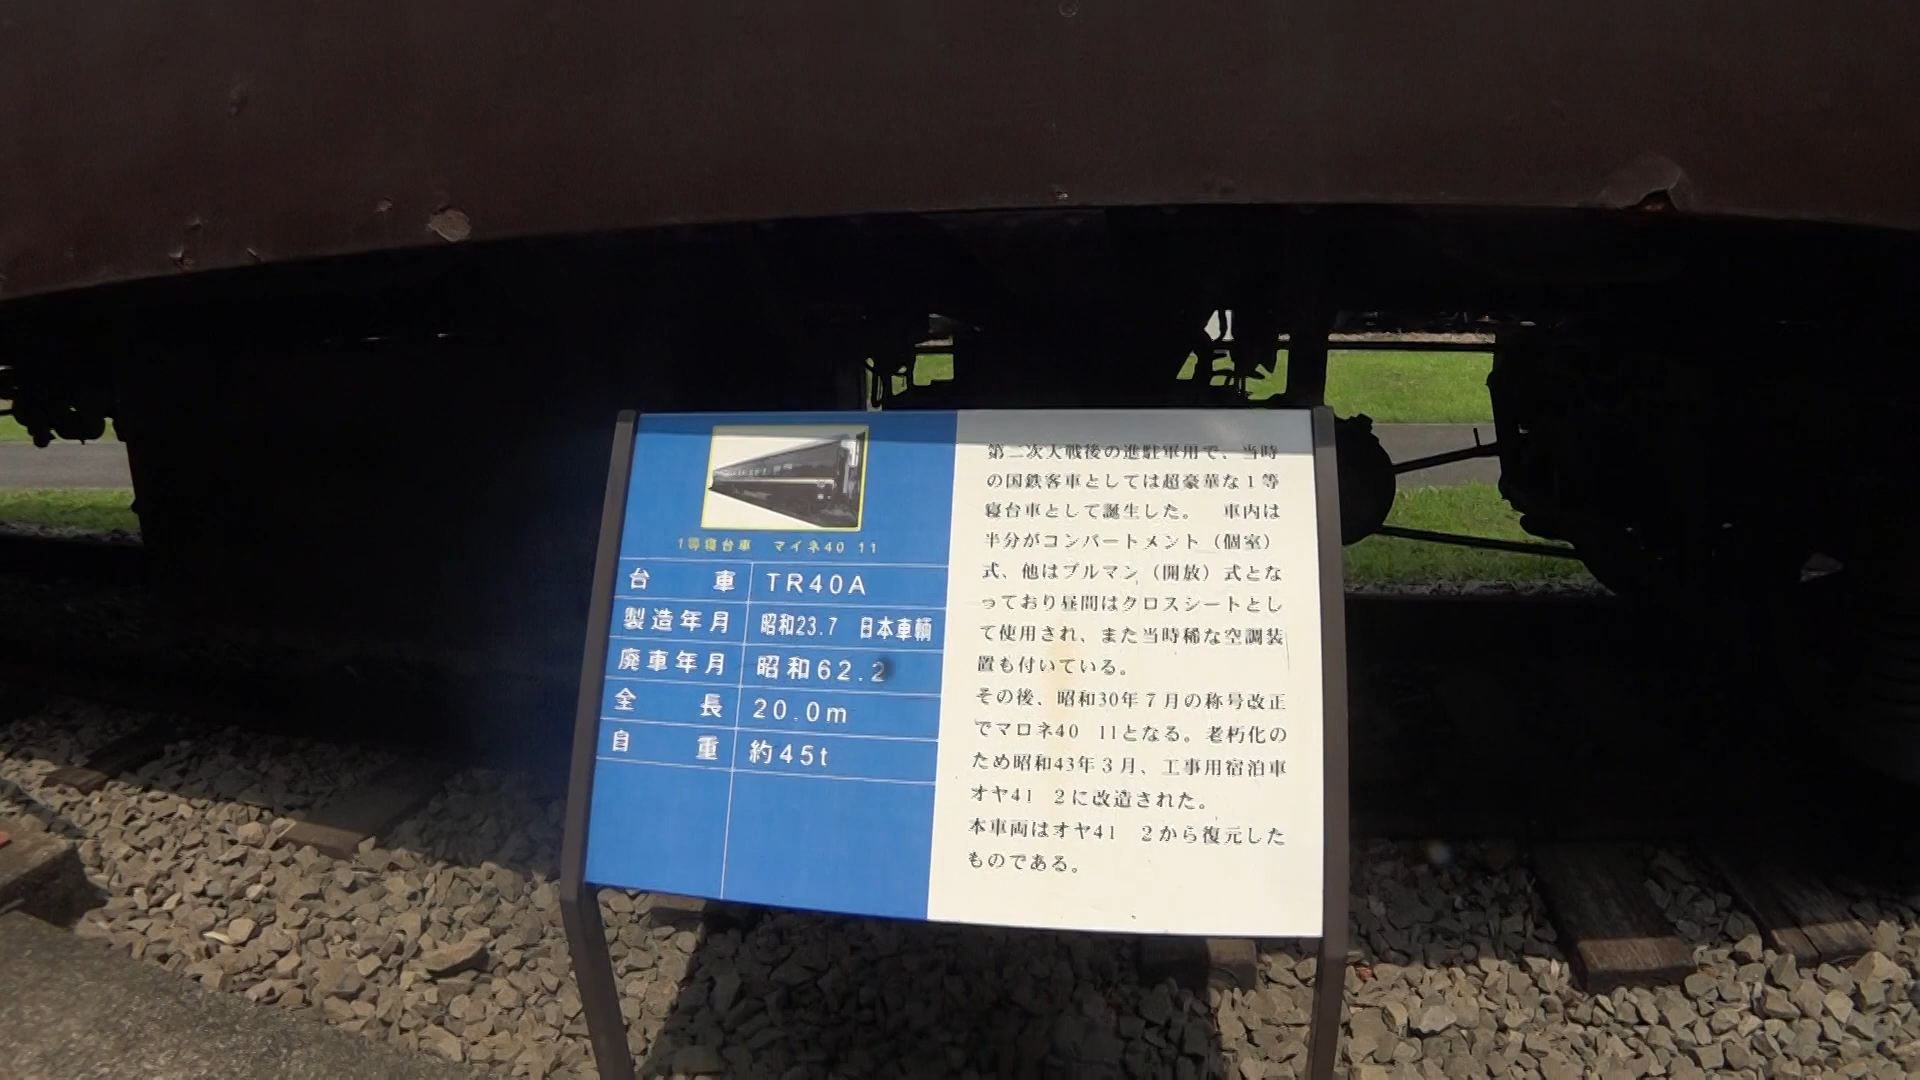 1等寝台車 マイネ40 11
台車 TR40A
製造年月 昭和23.7 日本車輌
廃車年月 昭和62.2
全長 20.0m
自重 約45t
第二次大戦後の進駐軍用で、当時
の国鉄客車としては超豪華な1等
寝台車として誕生した。 車内は
半分がコンパートメント（個室）
式、他はプルマン（開放）式とな
っており昼間はクロスシートとし
て使用され、また当時稀な空調装
置も付いている。
その後、昭和30年7月の称号改正
でマロネ40 11となる。老朽化の
ため昭和43年3月、工事用宿泊車
オヤ41 2に改造された。
本車両はオヤ41 2から復元した
ものである。